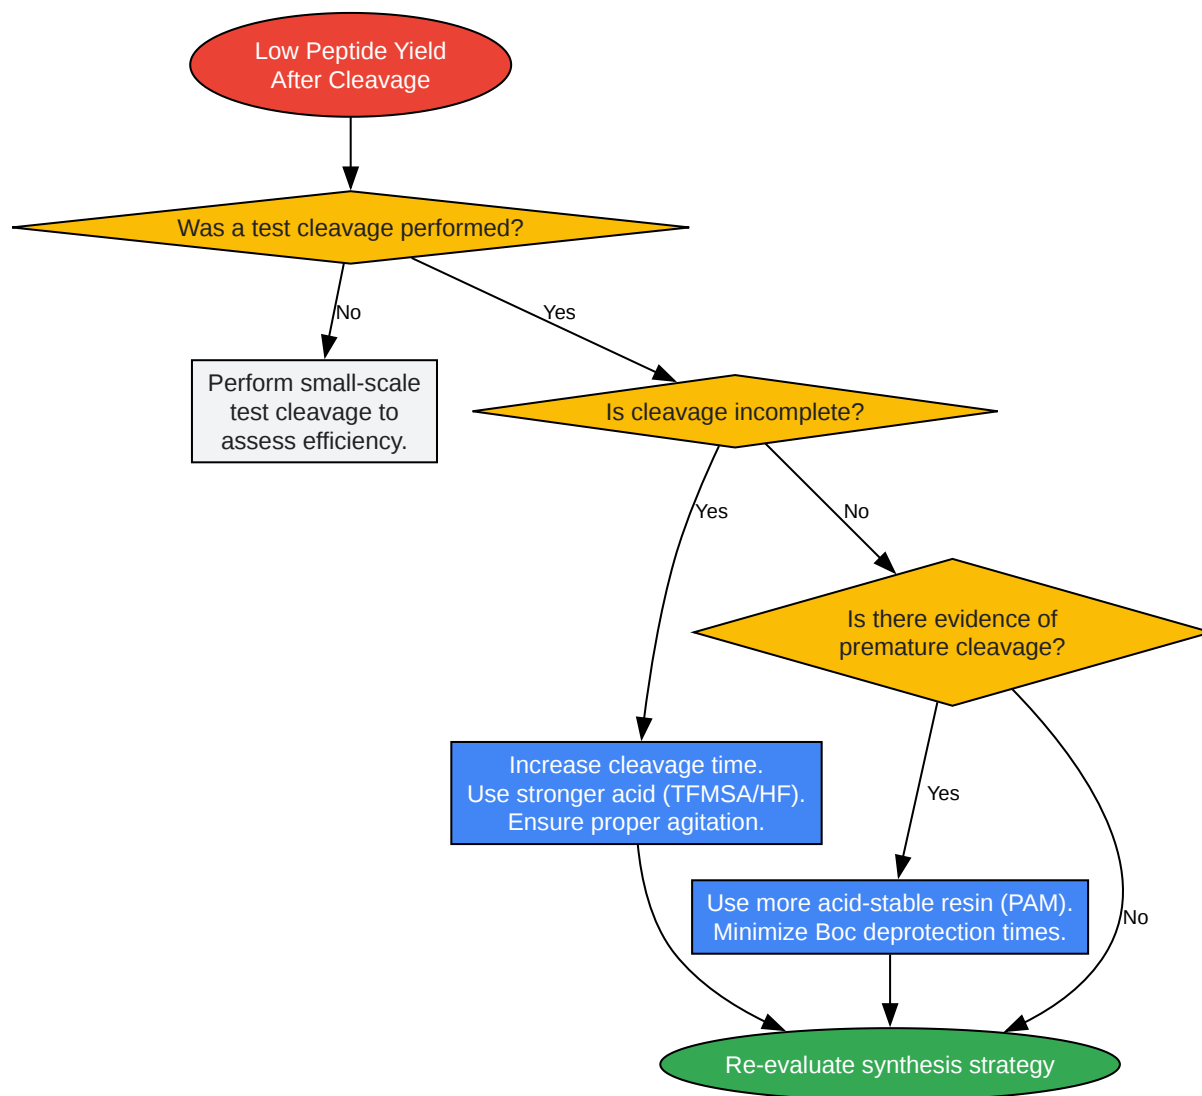 Low Peptide Yield
After Cleavage
Was a test cleavage performed?
No
Yes
Perform small-scale
test cleavage to
assess efficiency.
Is cleavage incomplete?
Yes
No
Is there evidence of
premature cleavage?
Increase cleavage time.
Use stronger acid (TFMSA/HF).
Ensure proper agitation.
Yes
No
Use more acid-stable resin (PAM).
Minimize Boc deprotection times.
Re-evaluate synthesis strategy